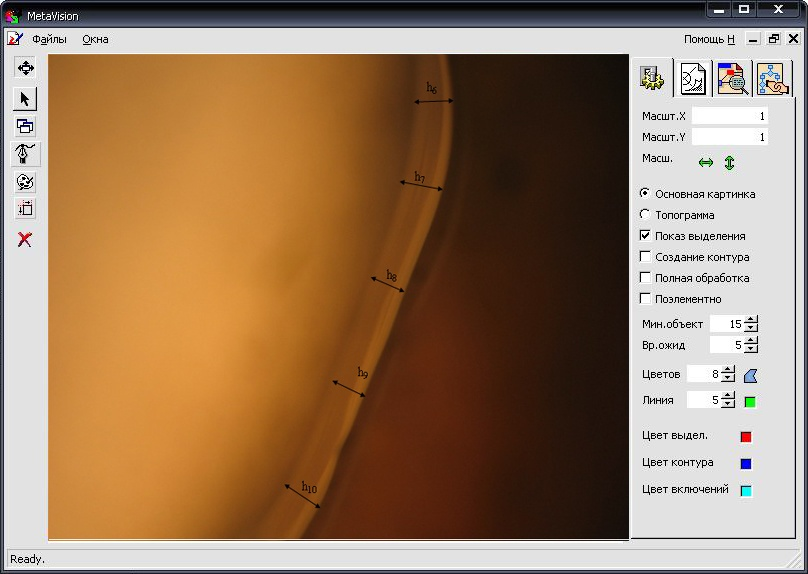 MetaVision
Файлы Окна Помощь Н
h6
h7
h8
h9
h10
Масшт.X 1
Масшт.Y 1
Масш.
Основная картинка
Топограмма
Показ выделения
Создание контура
Полная обработка
Поэлементно
Мин.объект 15
Вр.ожид 5
Цветов 8
Линия 5
Цвет выдел.
Цвет контура
Цвет включений
Ready.